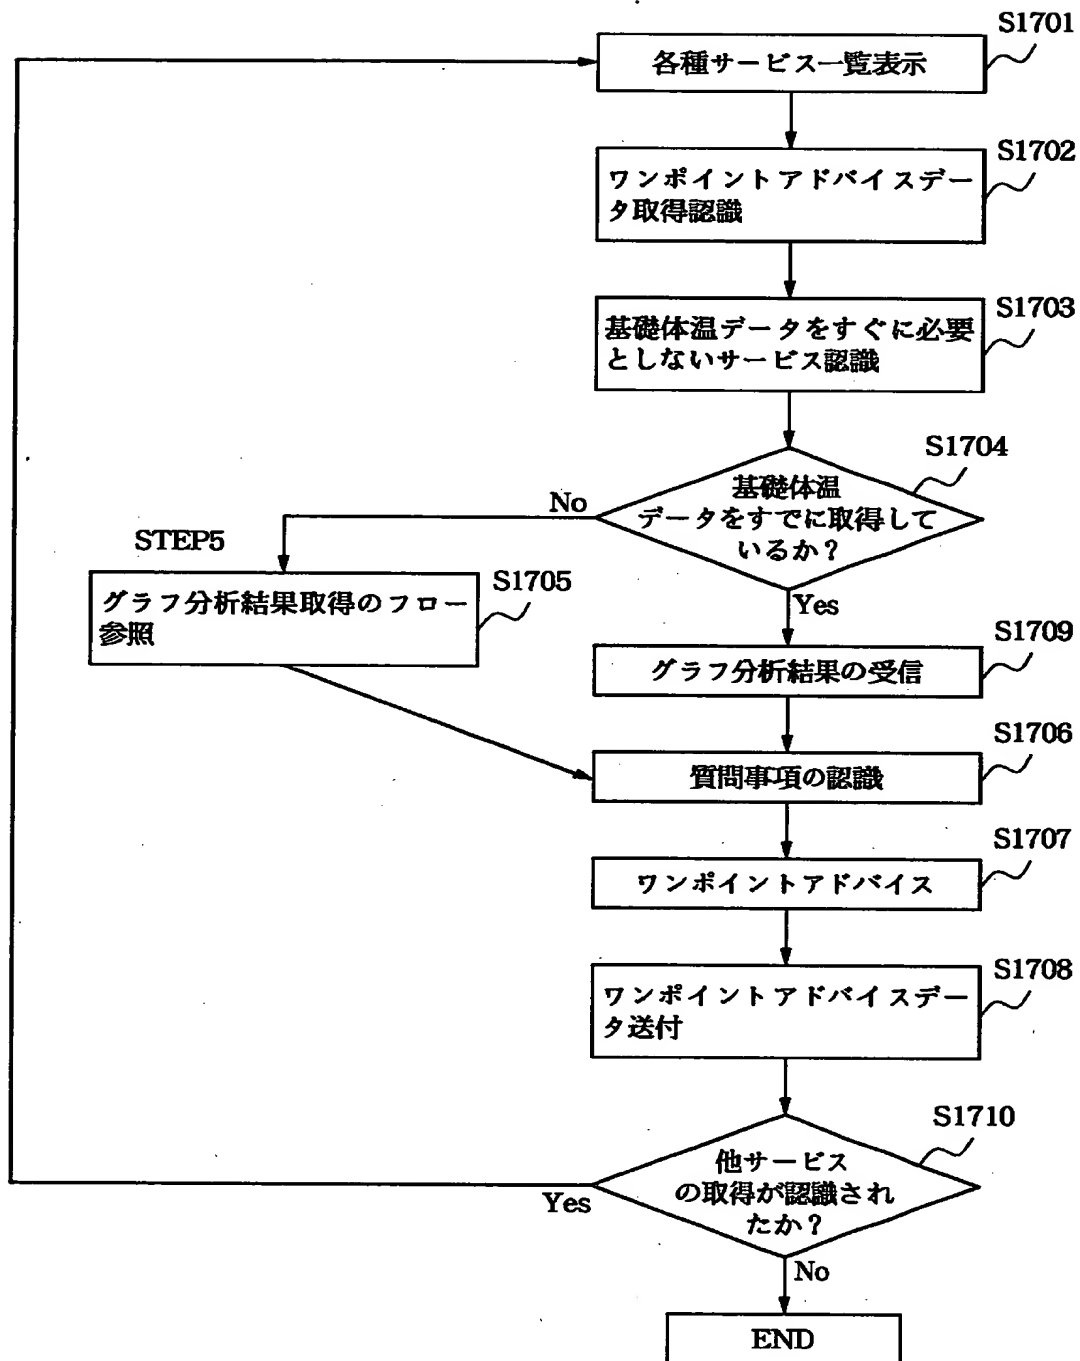 S1701
各種サービス一覧表示
S1702
ワンポイントアドバイスデー
タ取得認識
S1703
基礎体温データをすぐに必要
としないサービス認識
S1704
基礎体温
データをすでに取得して
いるか？
No
Yes
STEP5
S1705
グラフ分析結果取得のフロー
参照
S1709
グラフ分析結果の受信
S1706
質問事項の認識
S1707
ワンポイントアドバイス
S1708
ワンポイントアドバイスデー
タ送付
S1710
他サービス
の取得が認識され
たか？
Yes
No
END